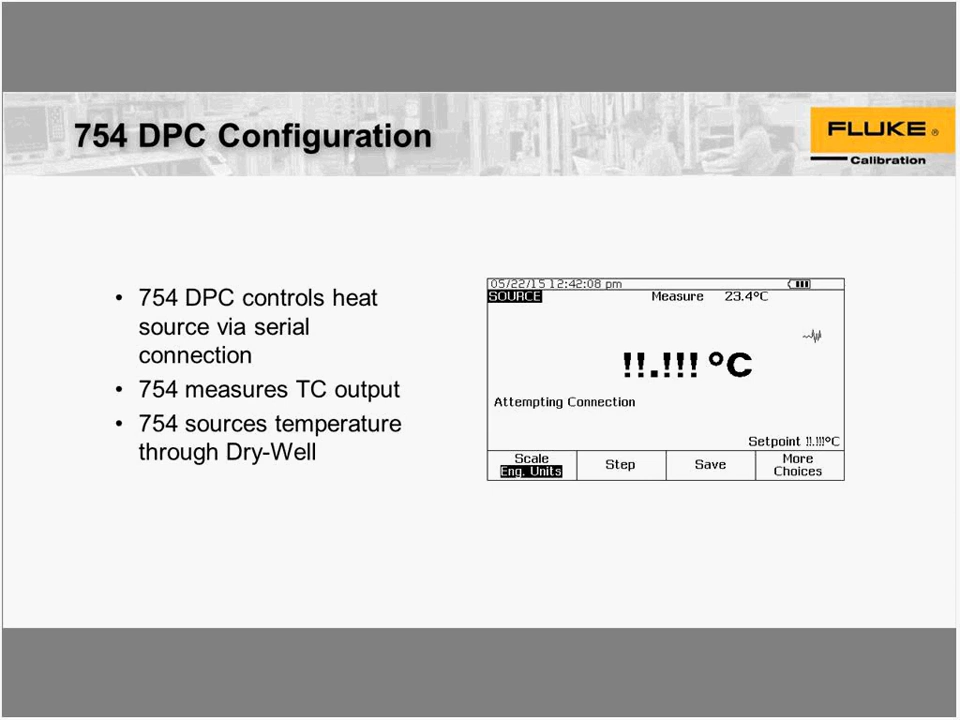 754 DPC Configuration
FLUKE ®
Calibration
• 754 DPC controls heat
source via serial
connection
• 754 measures TC output
• 754 sources temperature
through Dry-Well
05/22/15 12:42:08 pm
SOURCE Measure 23.4°C
!!.!!! °C
Attempting Connection
Setpoint !!.!!!°C
Scale
Eng. Units
Step
Save
More
Choices